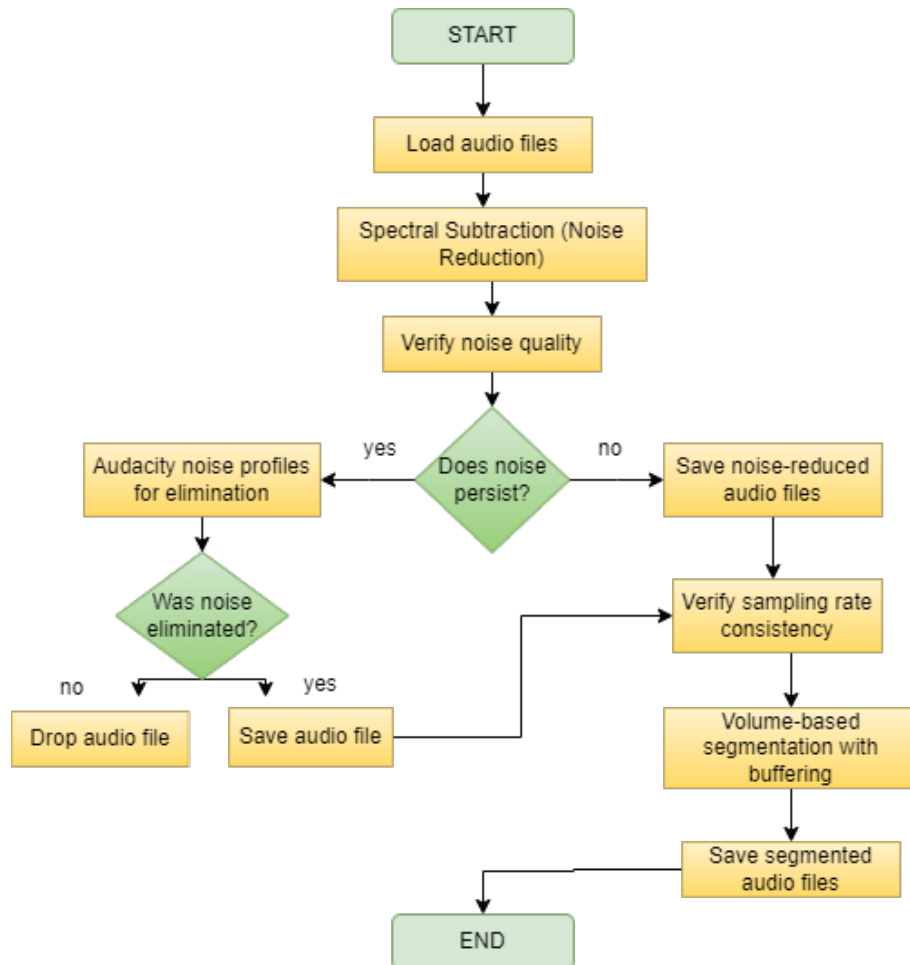 START
Load audio files
Spectral Subtraction (Noise
Reduction)
Verify noise quality
Does noise
persist?
yes
no
Audacity noise profiles
for elimination
Save noise-reduced
audio files
Was noise
eliminated?
Verify sampling rate
consistency
no
yes
Drop audio file
Save audio file
Volume-based
segmentation with
buffering
Save segmented
audio files
END